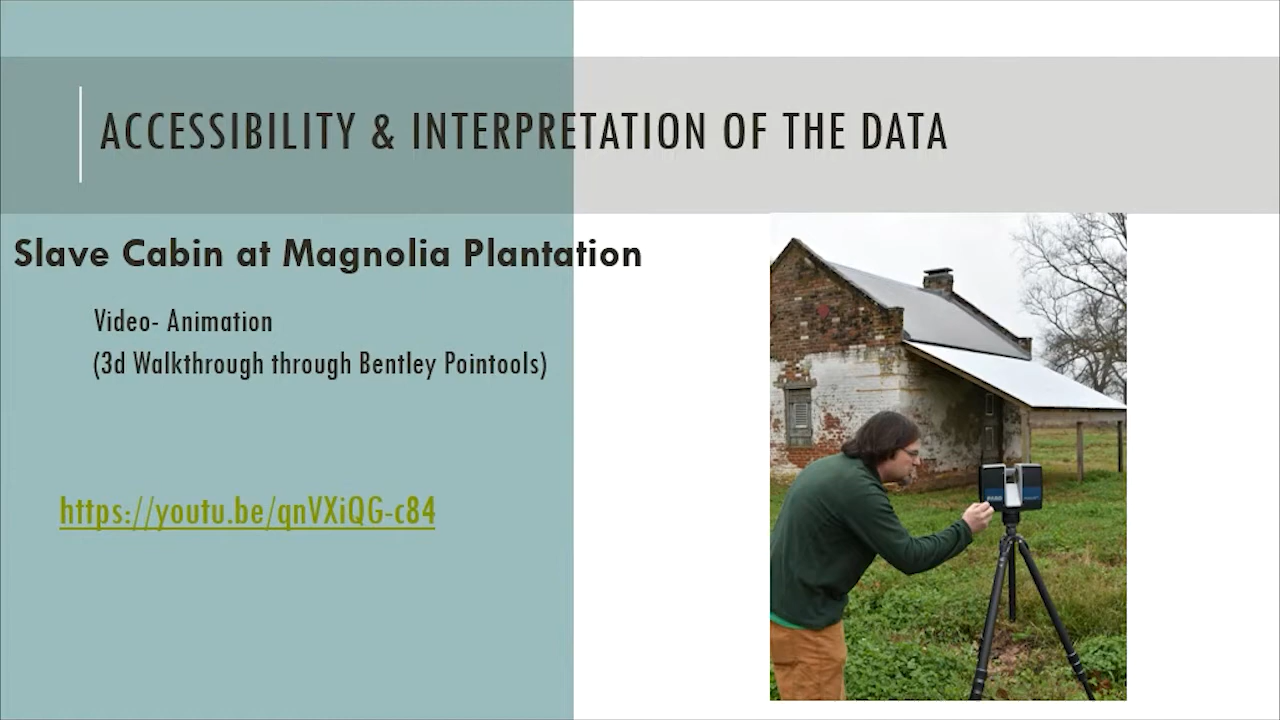 ACCESSIBILITY & INTERPRETATION OF THE DATA
Slave Cabin at Magnolia Plantation
Video- Animation
(3d Walkthrough through Bentley Pointools)
https://youtu.be/qnVXiQG-c84
FARO